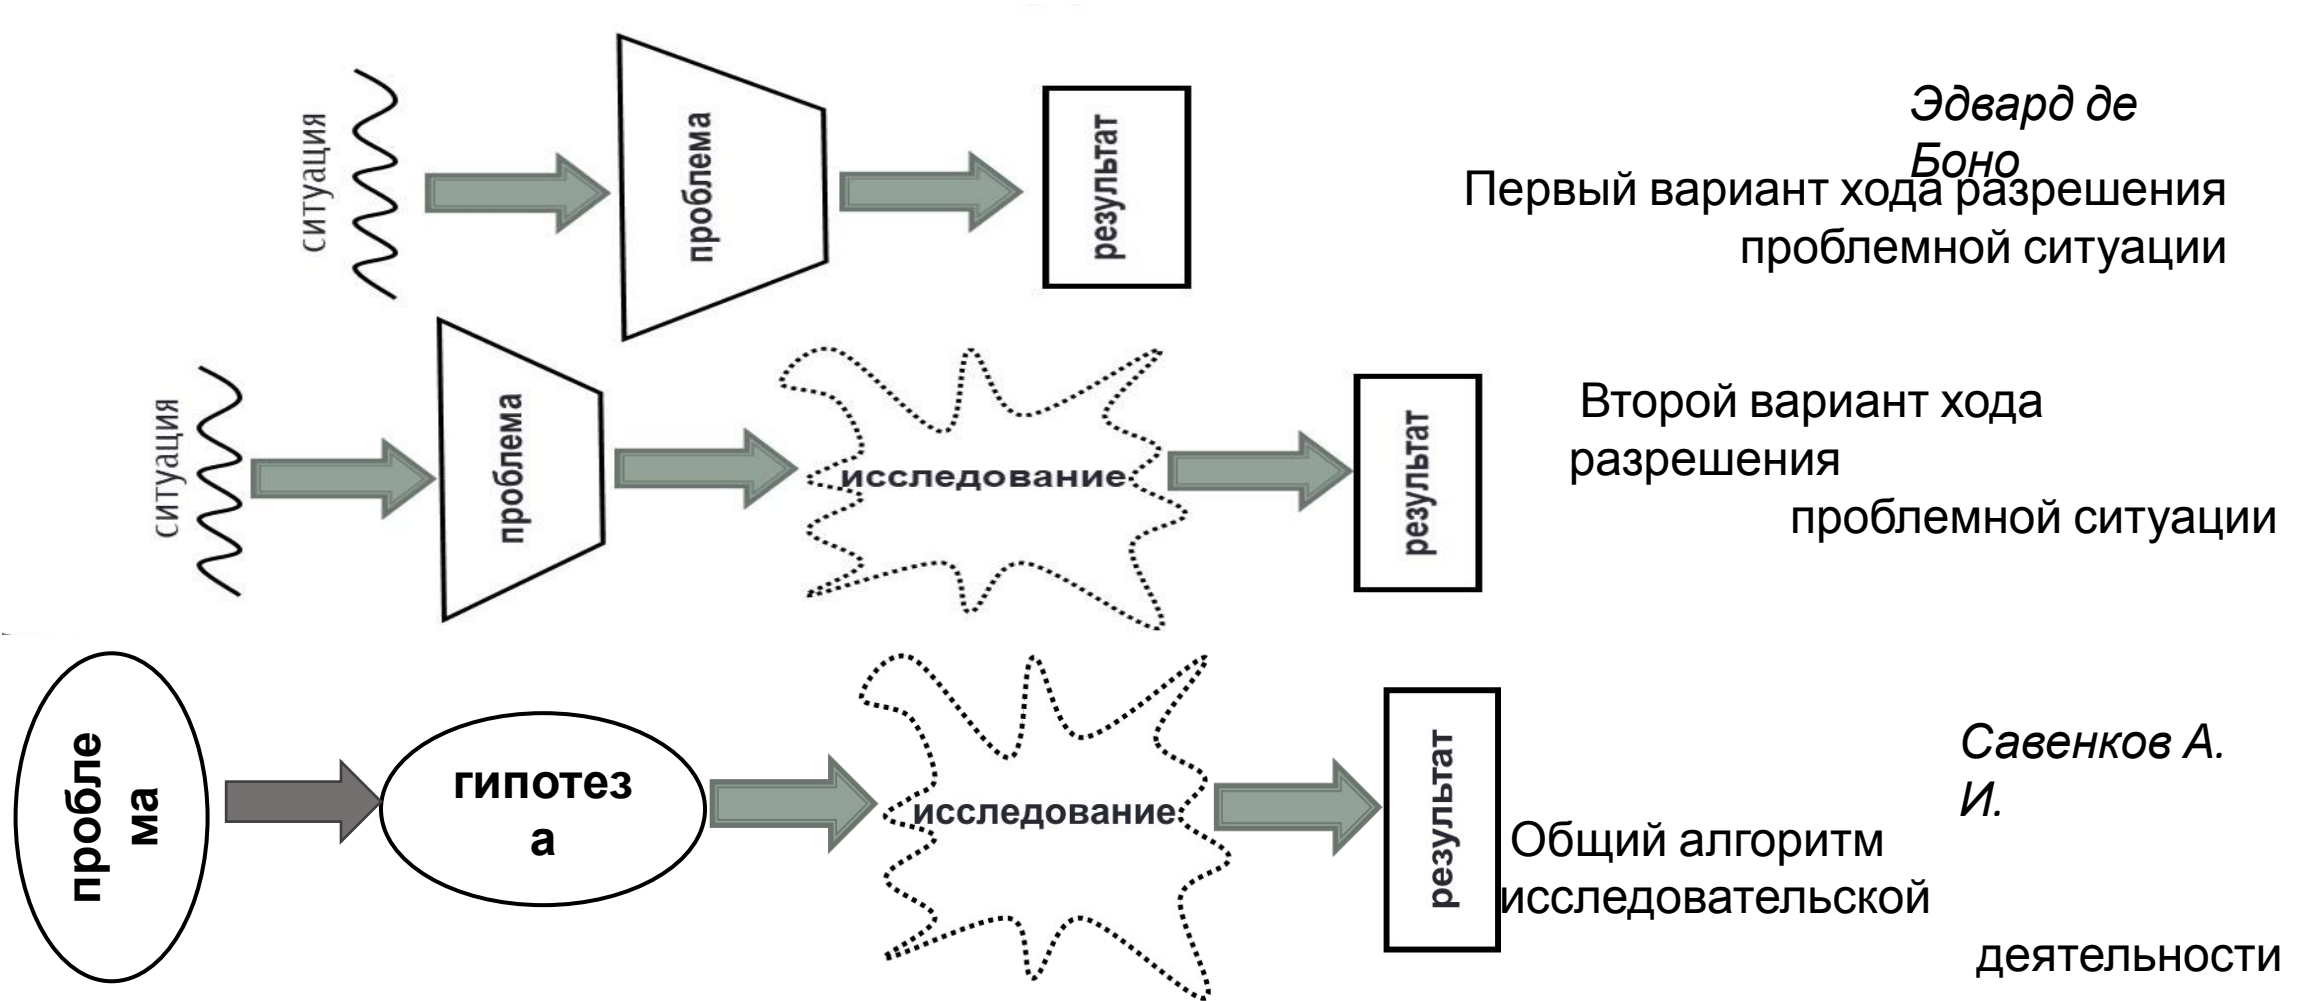 ситуация
проблема
результат
Эдвард де
Боно
Первый вариант хода разрешения
проблемной ситуации
ситуация
проблема
исследование
результат
Второй вариант хода
разрешения
проблемной ситуации
пробле
ма
гипотез
а
исследование
результат
Савенков А.
И.
Общий алгоритм
исследовательской
деятельности